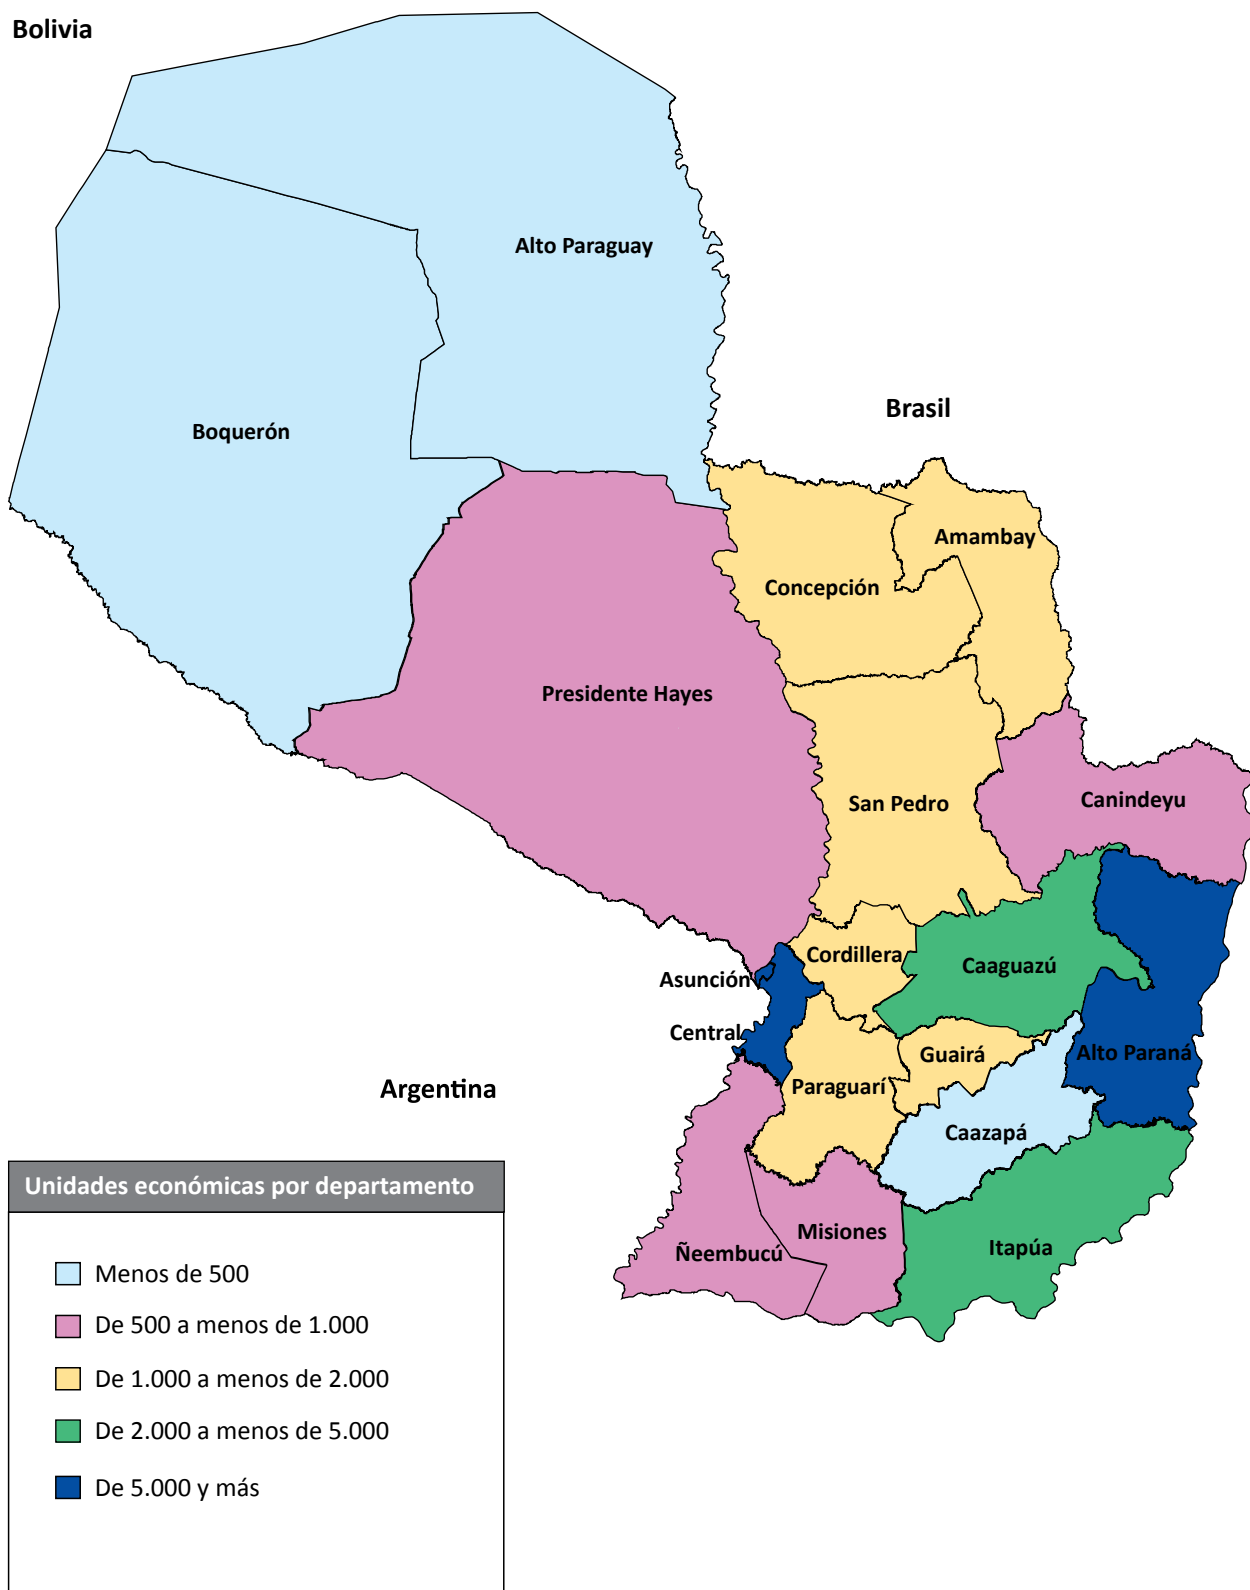 Bolivia
Alto Paraguay
Brasil
Boquerón
Amambay
Concepción
Presidente Hayes
San Pedro
Canindeyu
Cordillera
Caaguazú
Asunción
Central
Guairá
Alto Paraná
Argentina
Paraguarí
Caazapá
Misiones
Ñeembucú
Itapúa
Unidades económicas por departamento
Menos de 500
De 500 a menos de 1.000
De 1.000 a menos de 2.000
De 2.000 a menos de 5.000
De 5.000 y más